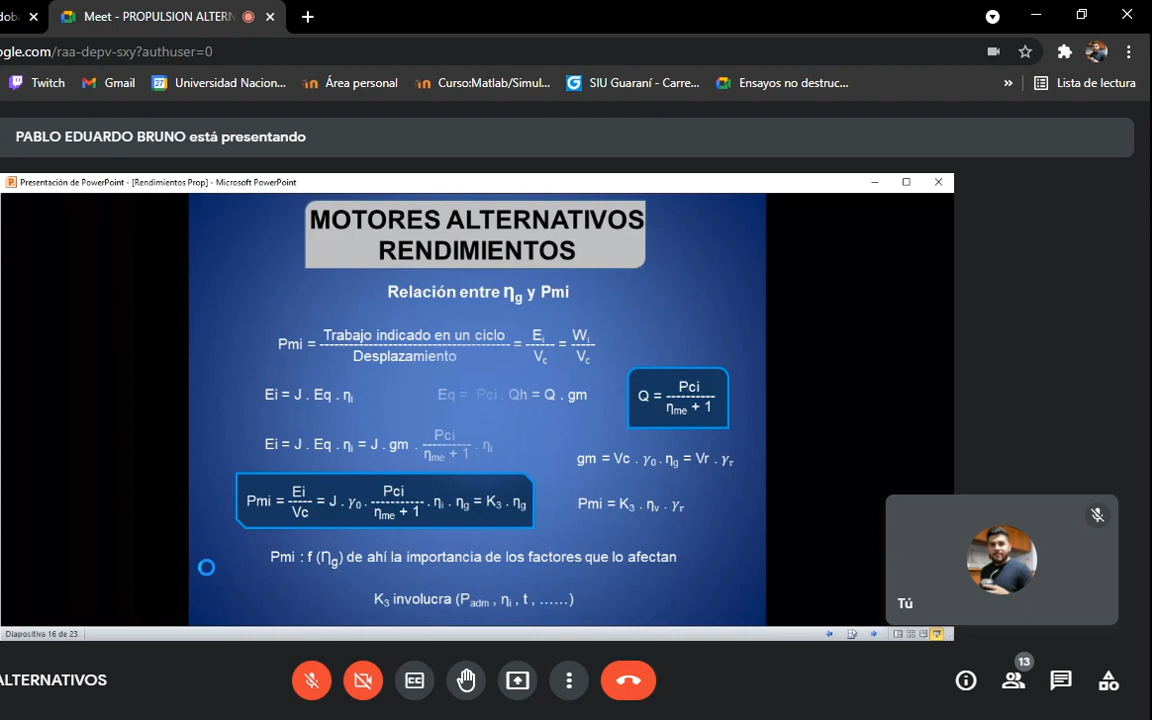 Meet - PROPULSION ALTERN
ogle.com/raa-depv-sxy?authuser=0
Twitch
Gmail
Universidad Nacion...
Área personal
Curso:Matlab/Simul...
SIU Guaraní - Carre...
Ensayos no destruc...
»
Lista de lectura
PABLO EDUARDO BRUNO está presentando
Presentación de PowerPoint - [Rendimientos Prop] - Microsoft PowerPoint
MOTORES ALTERNATIVOS
RENDIMIENTOS
Relación entre ηg y Pmi
Pmi = Trabajo indicado en un ciclo / Desplazamiento = Ei / Vc = Wi / Vc
Ei = J . Eq . ηi
Eq = Pci . Qh = Q . gm
Q = Pci / ηme + 1
Ei = J . Eq . ηi = J . gm . Pci / ηme + 1 . ηi
gm = Vc . γ0 . ηg = Vr . γr
Pmi = Ei / Vc = J . γ0 . Pci / ηme + 1 . ηi . ηg = K3 . ηg
Pmi = K3 . ηv . γr
Pmi : f (ηg) de ahí la importancia de los factores que lo afectan
K3 involucra (Padm , ηi , t , ......)
Tú
Diapositiva 16 de 23
ALTERNATIVOS
13